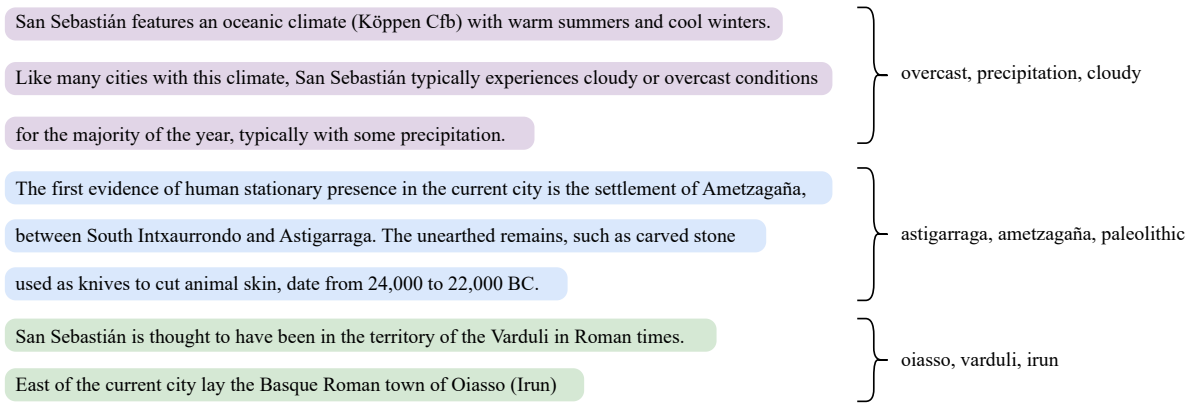 San Sebastián features an oceanic climate (Köppen Cfb) with warm summers and cool winters.
Like many cities with this climate, San Sebastián typically experiences cloudy or overcast conditions
for the majority of the year, typically with some precipitation.
overcast, precipitation, cloudy
The first evidence of human stationary presence in the current city is the settlement of Ametzagaña,
between South Intxaurrondo and Astigarraga. The unearthed remains, such as carved stone
used as knives to cut animal skin, date from 24,000 to 22,000 BC.
astigarraga, ametzagaña, paleolithic
San Sebastián is thought to have been in the territory of the Varduli in Roman times.
East of the current city lay the Basque Roman town of Oiasso (Irun)
oiasso, varduli, irun